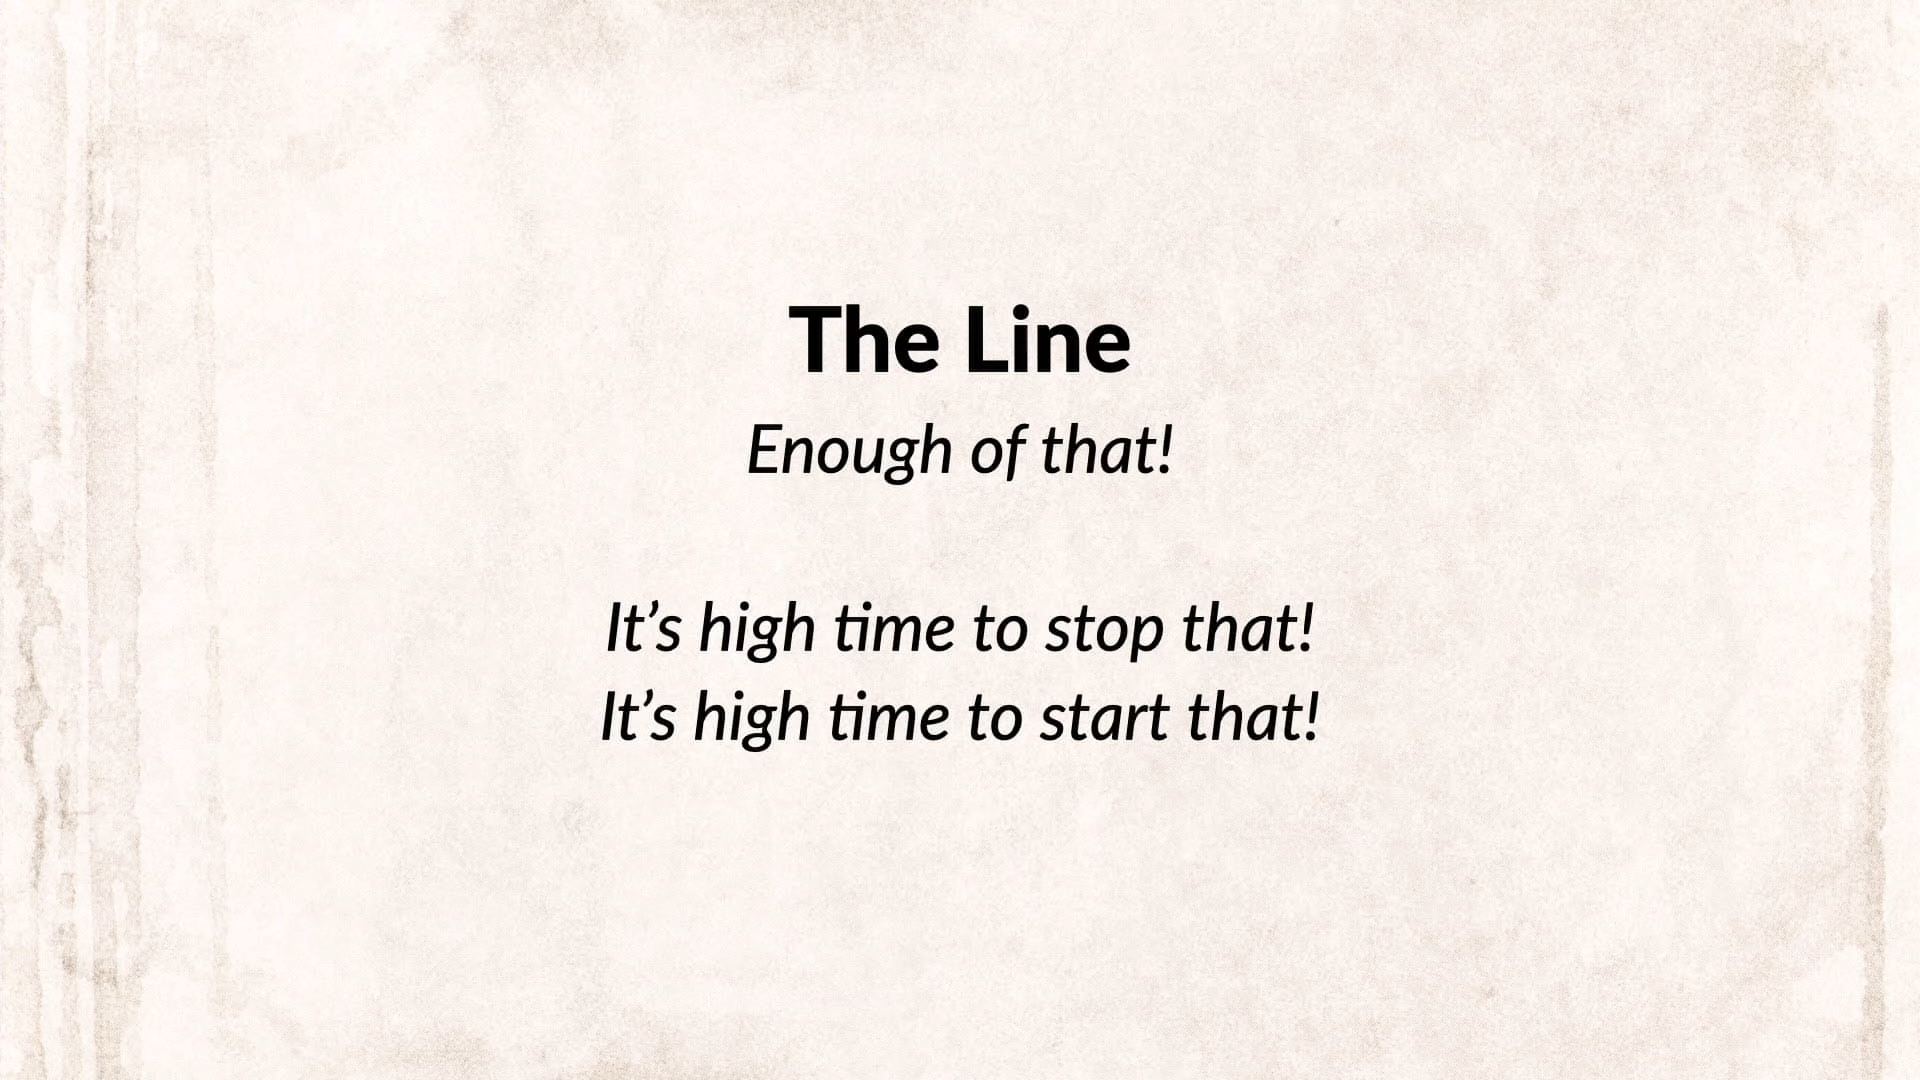 The Line
Enough of that!
It’s high time to stop that!
It’s high time to start that!